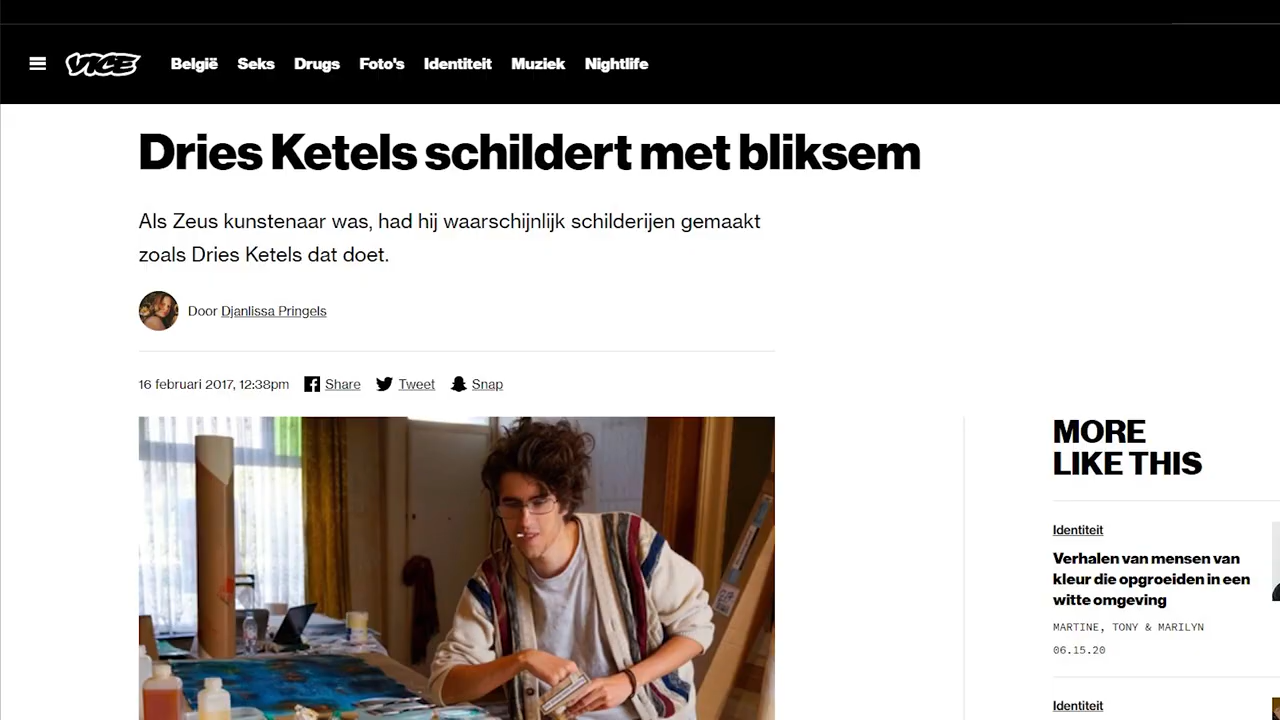 VICE
België Seks Drugs Foto's Identiteit Muziek Nightlife
Dries Ketels schildert met bliksem
Als Zeus kunstenaar was, had hij waarschijnlijk schilderijen gemaakt
zoals Dries Ketels dat doet.
Door Djanlissa Pringels
16 februari 2017, 12:38pm Share Tweet Snap
MORE
LIKE THIS
Identiteit
Verhalen van mensen van
kleur die opgroeiden in een
witte omgeving
MARTINE, TONY & MARILYN
06.15.20
Identiteit